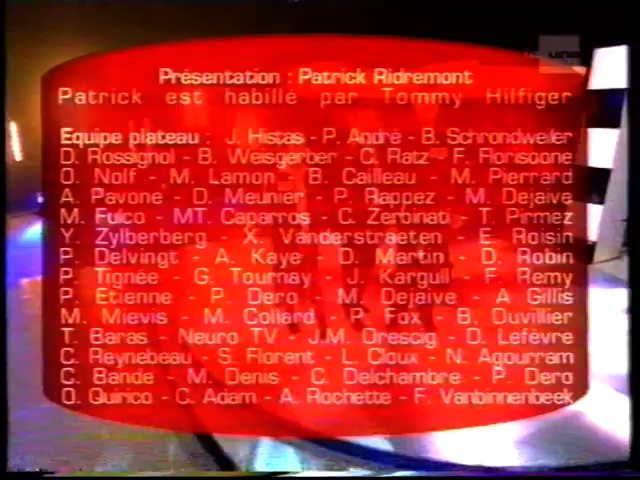 la une
Présentation : Patrick Ridremont
Patrick est habillé par Tommy Hilfiger
Equipe plateau : J. Histas - P. André - B. Schrondweiler
D. Rossignol - B. Weisgerber - C. Ratz - F. Florisoone
O. Nolf - M. Lamon - B. Cailleau - M. Pierrard
A. Pavone - D. Meunier - P. Rappez - M. Dejaive
M. Fulco - MT. Caparros - C. Zerbinati - T. Pirmez
Y. Zylberberg - X. Vanderstraeten - E. Roisin
P. Delvingt - A. Kaye - D. Martin - D. Robin
P. Tignée - G. Tournay - J. Kargull - F. Remy
P. Etienne - P. Dero - M. Dejaive - A Gillis
M. Mievis - M. Collard - P. Fox - B. Duvillier
T. Baras - Neuro TV - J.M. Drescig - D. Lefèvre
C. Reynebeau - S. Florent - L. Cloux - N. Agourram
C. Bande - M. Denis - C. Delchambre - P. Dero
O. Quirico - C. Adam - A. Rochette - F. Vanbinnenbeek